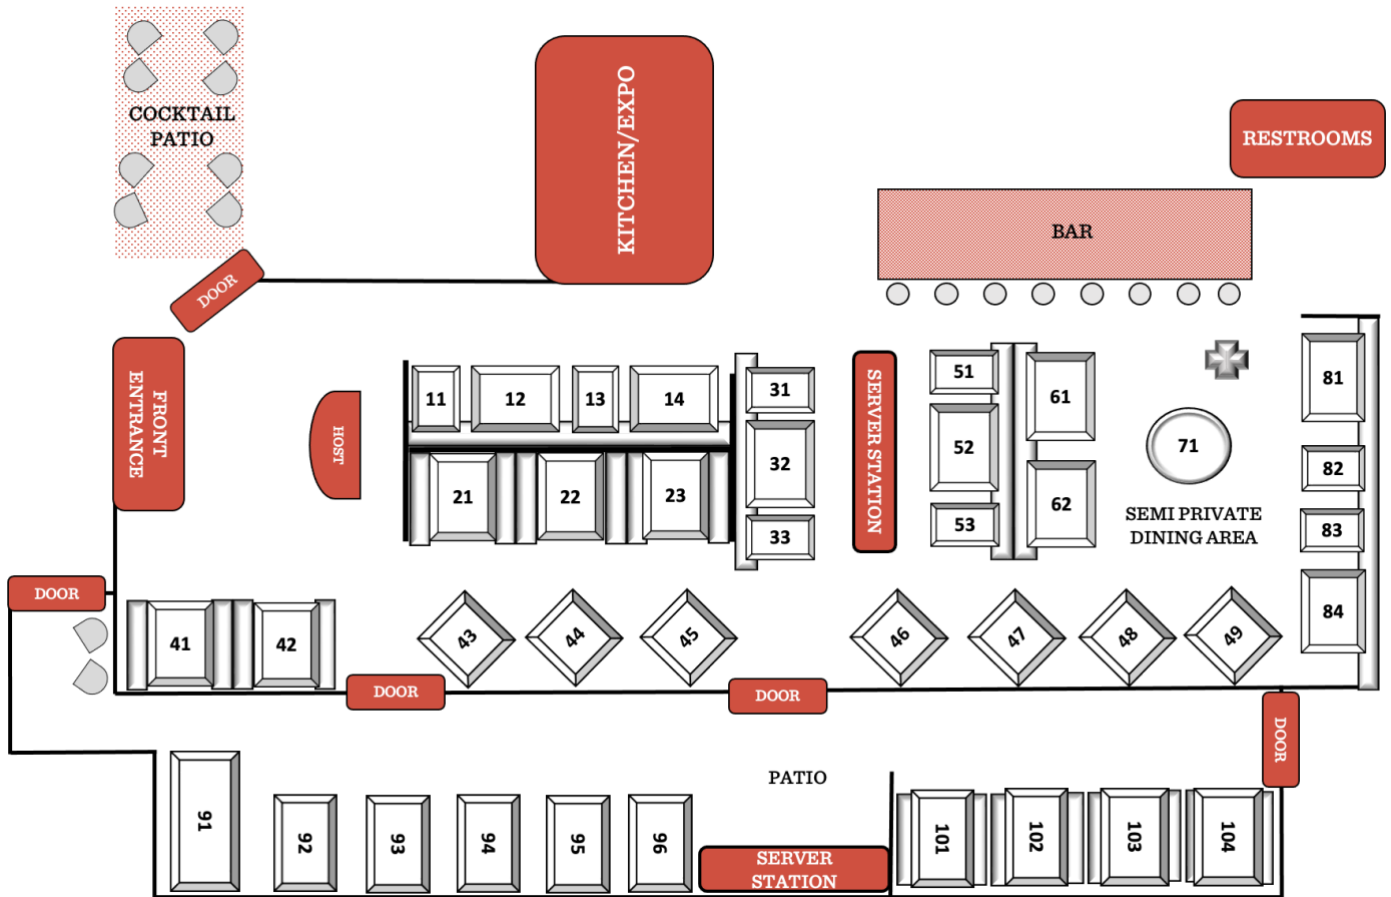 COCKTAIL
PATIO
KITCHEN/EXPO
RESTROOMS
BAR
DOOR
FRONT
ENTRANCE
HOST
11
12
13
14
21
22
23
31
32
33
SERVER STATION
51
52
53
61
62
71
SEMI PRIVATE
DINING AREA
81
82
83
84
DOOR
41
42
43
44
45
46
47
48
49
DOOR
DOOR
DOOR
PATIO
91
92
93
94
95
96
SERVER
STATION
101
102
103
104